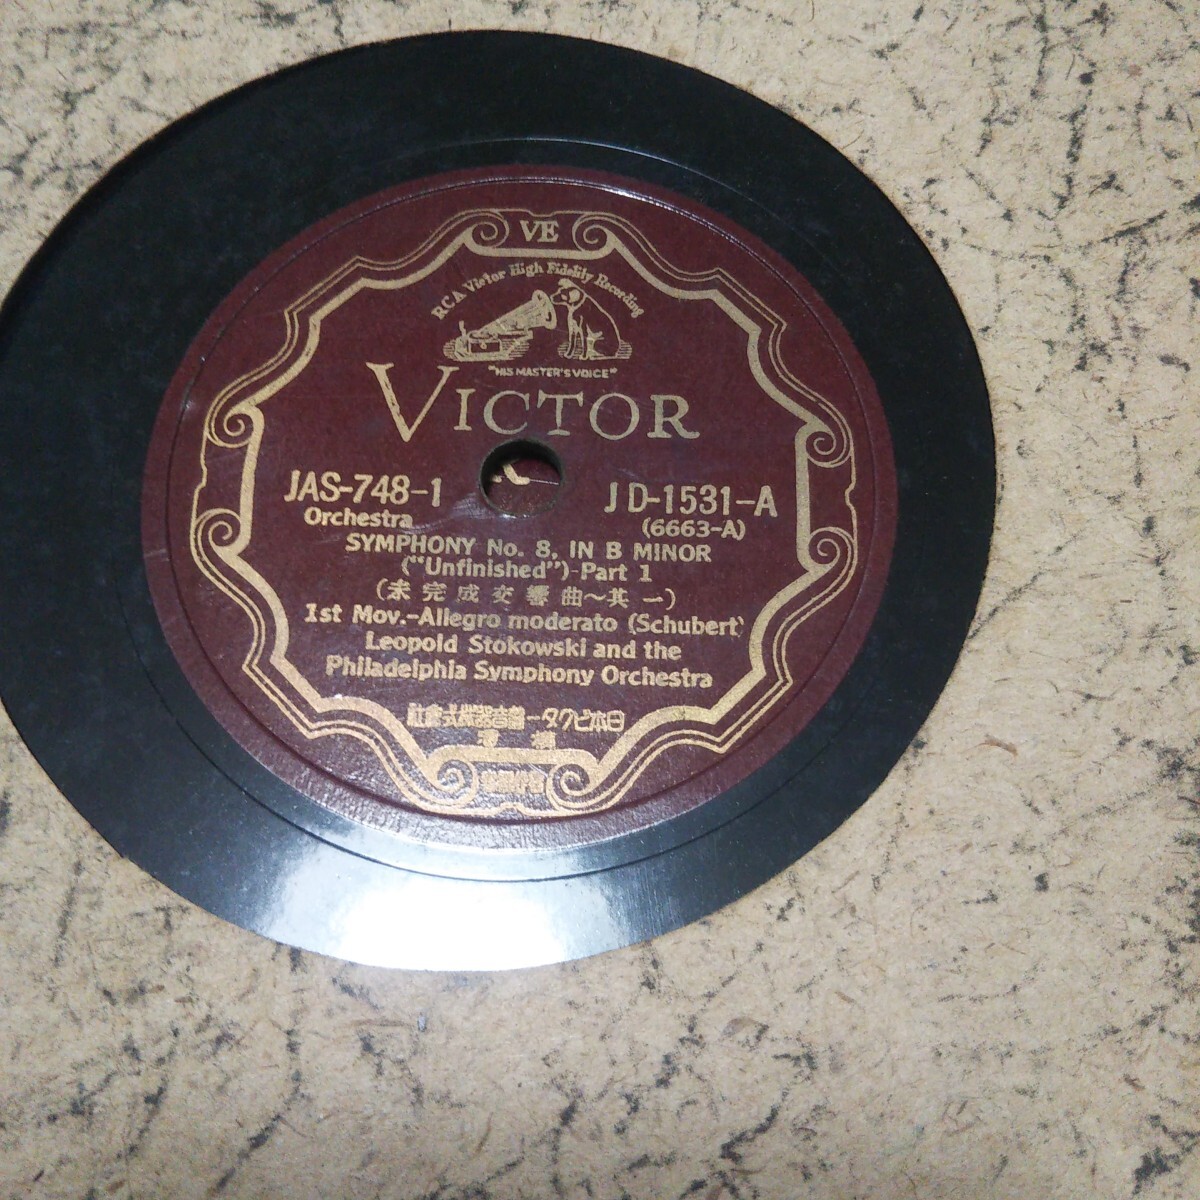 VE
RCA Victor High Fidelity Recording
"HIS MASTER'S VOICE"
VICTOR
JAS-748-1
JD-1531-A
Orchestra
(6663-A)
SYMPHONY No. 8, IN B MINOR
("Unfinished")-Part 1
(未完成交響曲〜其一)
1st Mov.-Allegro moderato (Schubert)
Leopold Stokowski and the
Philadelphia Symphony Orchestra
社會式株器音蓄ータクビ本日